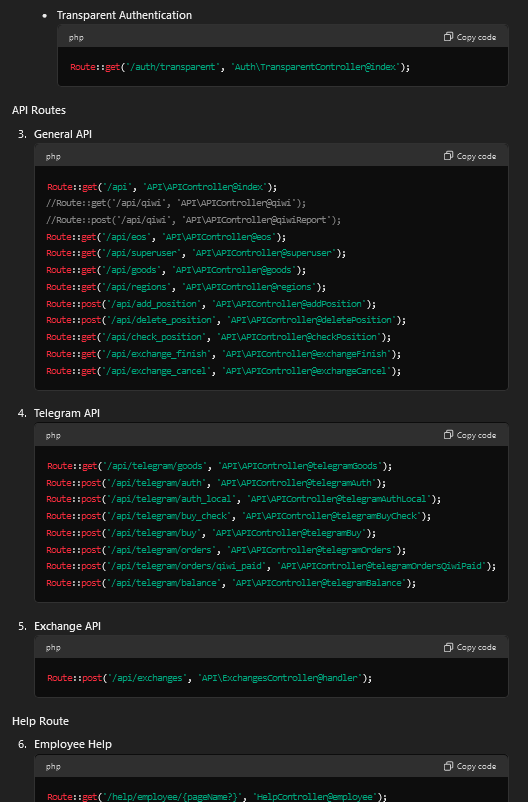 • Transparent Authentication
php
Copy code
Route::get('/auth/transparent', 'Auth\TransparentController@index');
API Routes
3. General API
php
Copy code
Route::get('/api', 'API\APIController@index');
//Route::get('/api/qiwi', 'API\APIController@qiwi');
//Route::post('/api/qiwi', 'API\APIController@qiwiReport');
Route::get('/api/eos', 'API\APIController@eos');
Route::get('/api/superuser', 'API\APIController@superuser');
Route::get('/api/goods', 'API\APIController@goods');
Route::get('/api/regions', 'API\APIController@regions');
Route::post('/api/add_position', 'API\APIController@addPosition');
Route::post('/api/delete_position', 'API\APIController@deletePosition');
Route::get('/api/check_position', 'API\APIController@checkPosition');
Route::get('/api/exchange_finish', 'API\APIController@exchangeFinish');
Route::get('/api/exchange_cancel', 'API\APIController@exchangeCancel');
4. Telegram API
php
Copy code
Route::get('/api/telegram/goods', 'API\APIController@telegramGoods');
Route::post('/api/telegram/auth', 'API\APIController@telegramAuth');
Route::post('/api/telegram/auth_local', 'API\APIController@telegramAuthLocal');
Route::post('/api/telegram/buy_check', 'API\APIController@telegramBuyCheck');
Route::post('/api/telegram/buy', 'API\APIController@telegramBuy');
Route::post('/api/telegram/orders', 'API\APIController@telegramOrders');
Route::post('/api/telegram/orders/qiwi_paid', 'API\APIController@telegramOrdersQiwiPaid');
Route::post('/api/telegram/balance', 'API\APIController@telegramBalance');
5. Exchange API
php
Copy code
Route::post('/api/exchanges', 'API\ExchangesController@handler');
Help Route
6. Employee Help
php
Copy code
Route::get('/help/employee/{pageName?}', 'HelpController@employee');